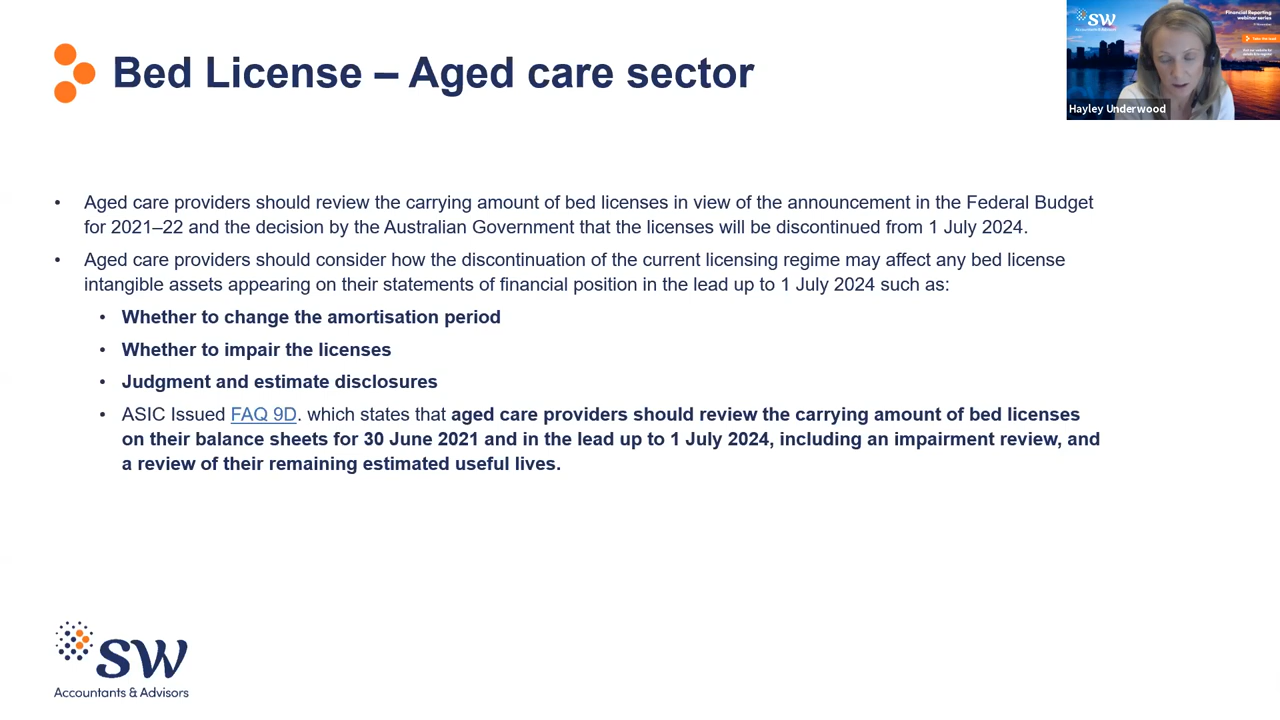 Bed License – Aged care sector
SW
Accountants & Advisors
Financial Reporting
webinar series
Hayley Underwood
• Aged care providers should review the carrying amount of bed licenses in view of the announcement in the Federal Budget
for 2021–22 and the decision by the Australian Government that the licenses will be discontinued from 1 July 2024.
• Aged care providers should consider how the discontinuation of the current licensing regime may affect any bed license
intangible assets appearing on their statements of financial position in the lead up to 1 July 2024 such as:
• Whether to change the amortisation period
• Whether to impair the licenses
• Judgment and estimate disclosures
• ASIC Issued FAQ 9D. which states that aged care providers should review the carrying amount of bed licenses
on their balance sheets for 30 June 2021 and in the lead up to 1 July 2024, including an impairment review, and
a review of their remaining estimated useful lives.
SW
Accountants & Advisors